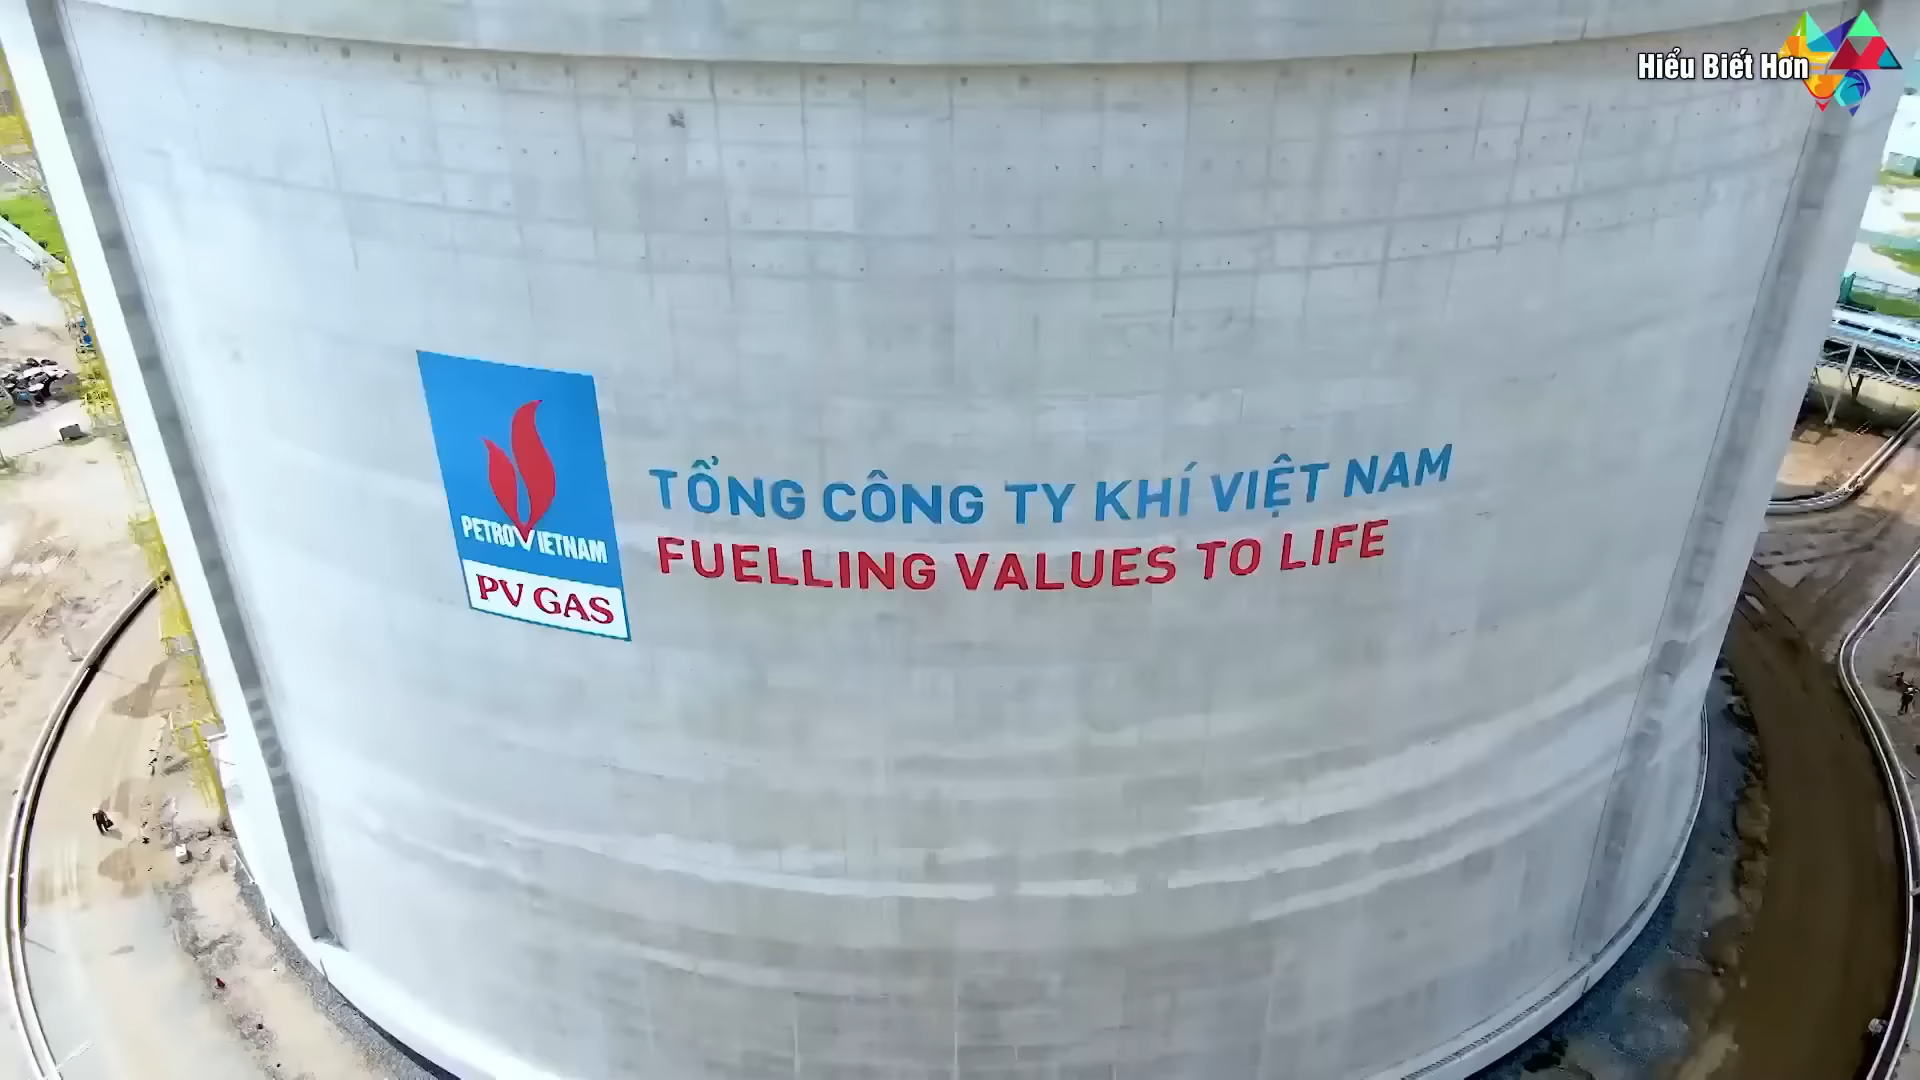 Hiểu Biết Hơn
PETROVIETNAM
PV GAS
TỔNG CÔNG TY KHÍ VIỆT NAM
FUELLING VALUES TO LIFE